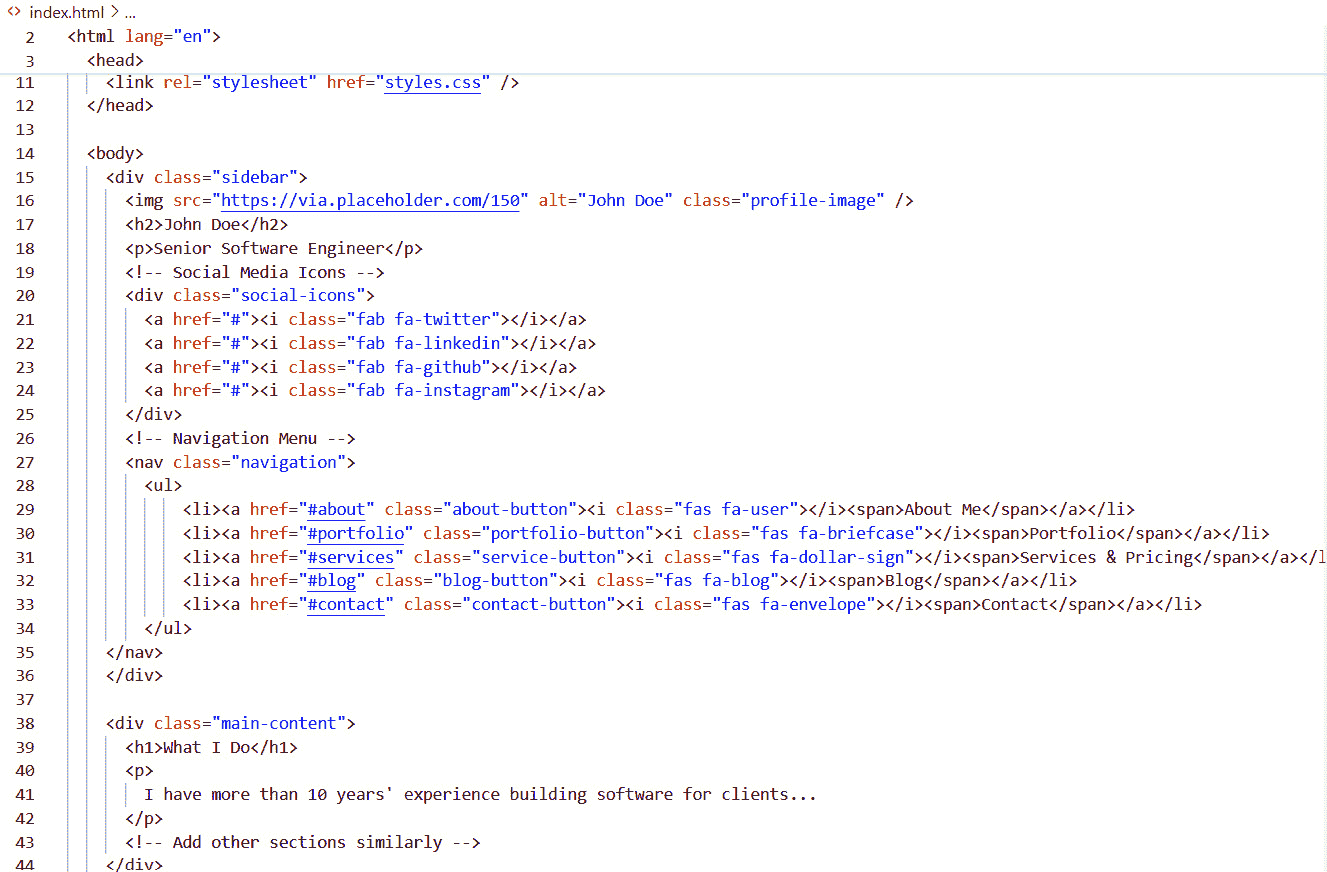 <> index.html > ...
2 <html lang="en">
3 <head>
11 <link rel="stylesheet" href="styles.css" />
12 </head>
13
14 <body>
15 <div class="sidebar">
16 <img src="https://via.placeholder.com/150" alt="John Doe" class="profile-image" />
17 <h2>John Doe</h2>
18 <p>Senior Software Engineer</p>
19 <!-- Social Media Icons -->
20 <div class="social-icons">
21 <a href="#"><i class="fab fa-twitter"></i></a>
22 <a href="#"><i class="fab fa-linkedin"></i></a>
23 <a href="#"><i class="fab fa-github"></i></a>
24 <a href="#"><i class="fab fa-instagram"></i></a>
25 </div>
26 <!-- Navigation Menu -->
27 <nav class="navigation">
28 <ul>
29 <li><a href="#about" class="about-button"><i class="fas fa-user"></i><span>About Me</span></a></li>
30 <li><a href="#portfolio" class="portfolio-button"><i class="fas fa-briefcase"></i><span>Portfolio</span></a></li>
31 <li><a href="#services" class="service-button"><i class="fas fa-dollar-sign"></i><span>Services & Pricing</span></a></l
32 <li><a href="#blog" class="blog-button"><i class="fas fa-blog"></i><span>Blog</span></a></li>
33 <li><a href="#contact" class="contact-button"><i class="fas fa-envelope"></i><span>Contact</span></a></li>
34 </ul>
35 </nav>
36 </div>
37
38 <div class="main-content">
39 <h1>What I Do</h1>
40 <p>
41 I have more than 10 years' experience building software for clients...
42 </p>
43 <!-- Add other sections similarly -->
44 </div>